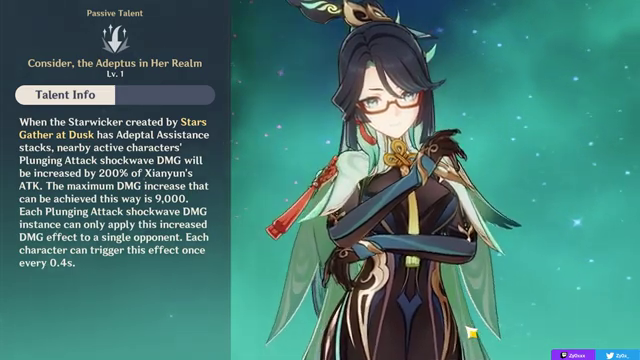 Passive Talent
Consider, the Adeptus in Her Realm
Lv. 1
Talent Info
When the Starwicker created by Stars
Gather at Dusk has Adeptal Assistance
stacks, nearby active characters'
Plunging Attack shockwave DMG will
be increased by 200% of Xianyun's
ATK. The maximum DMG increase that
can be achieved this way is 9,000.
Each Plunging Attack shockwave DMG
instance can only apply this increased
DMG effect to a single opponent. Each
character can trigger this effect once
every 0.4s.